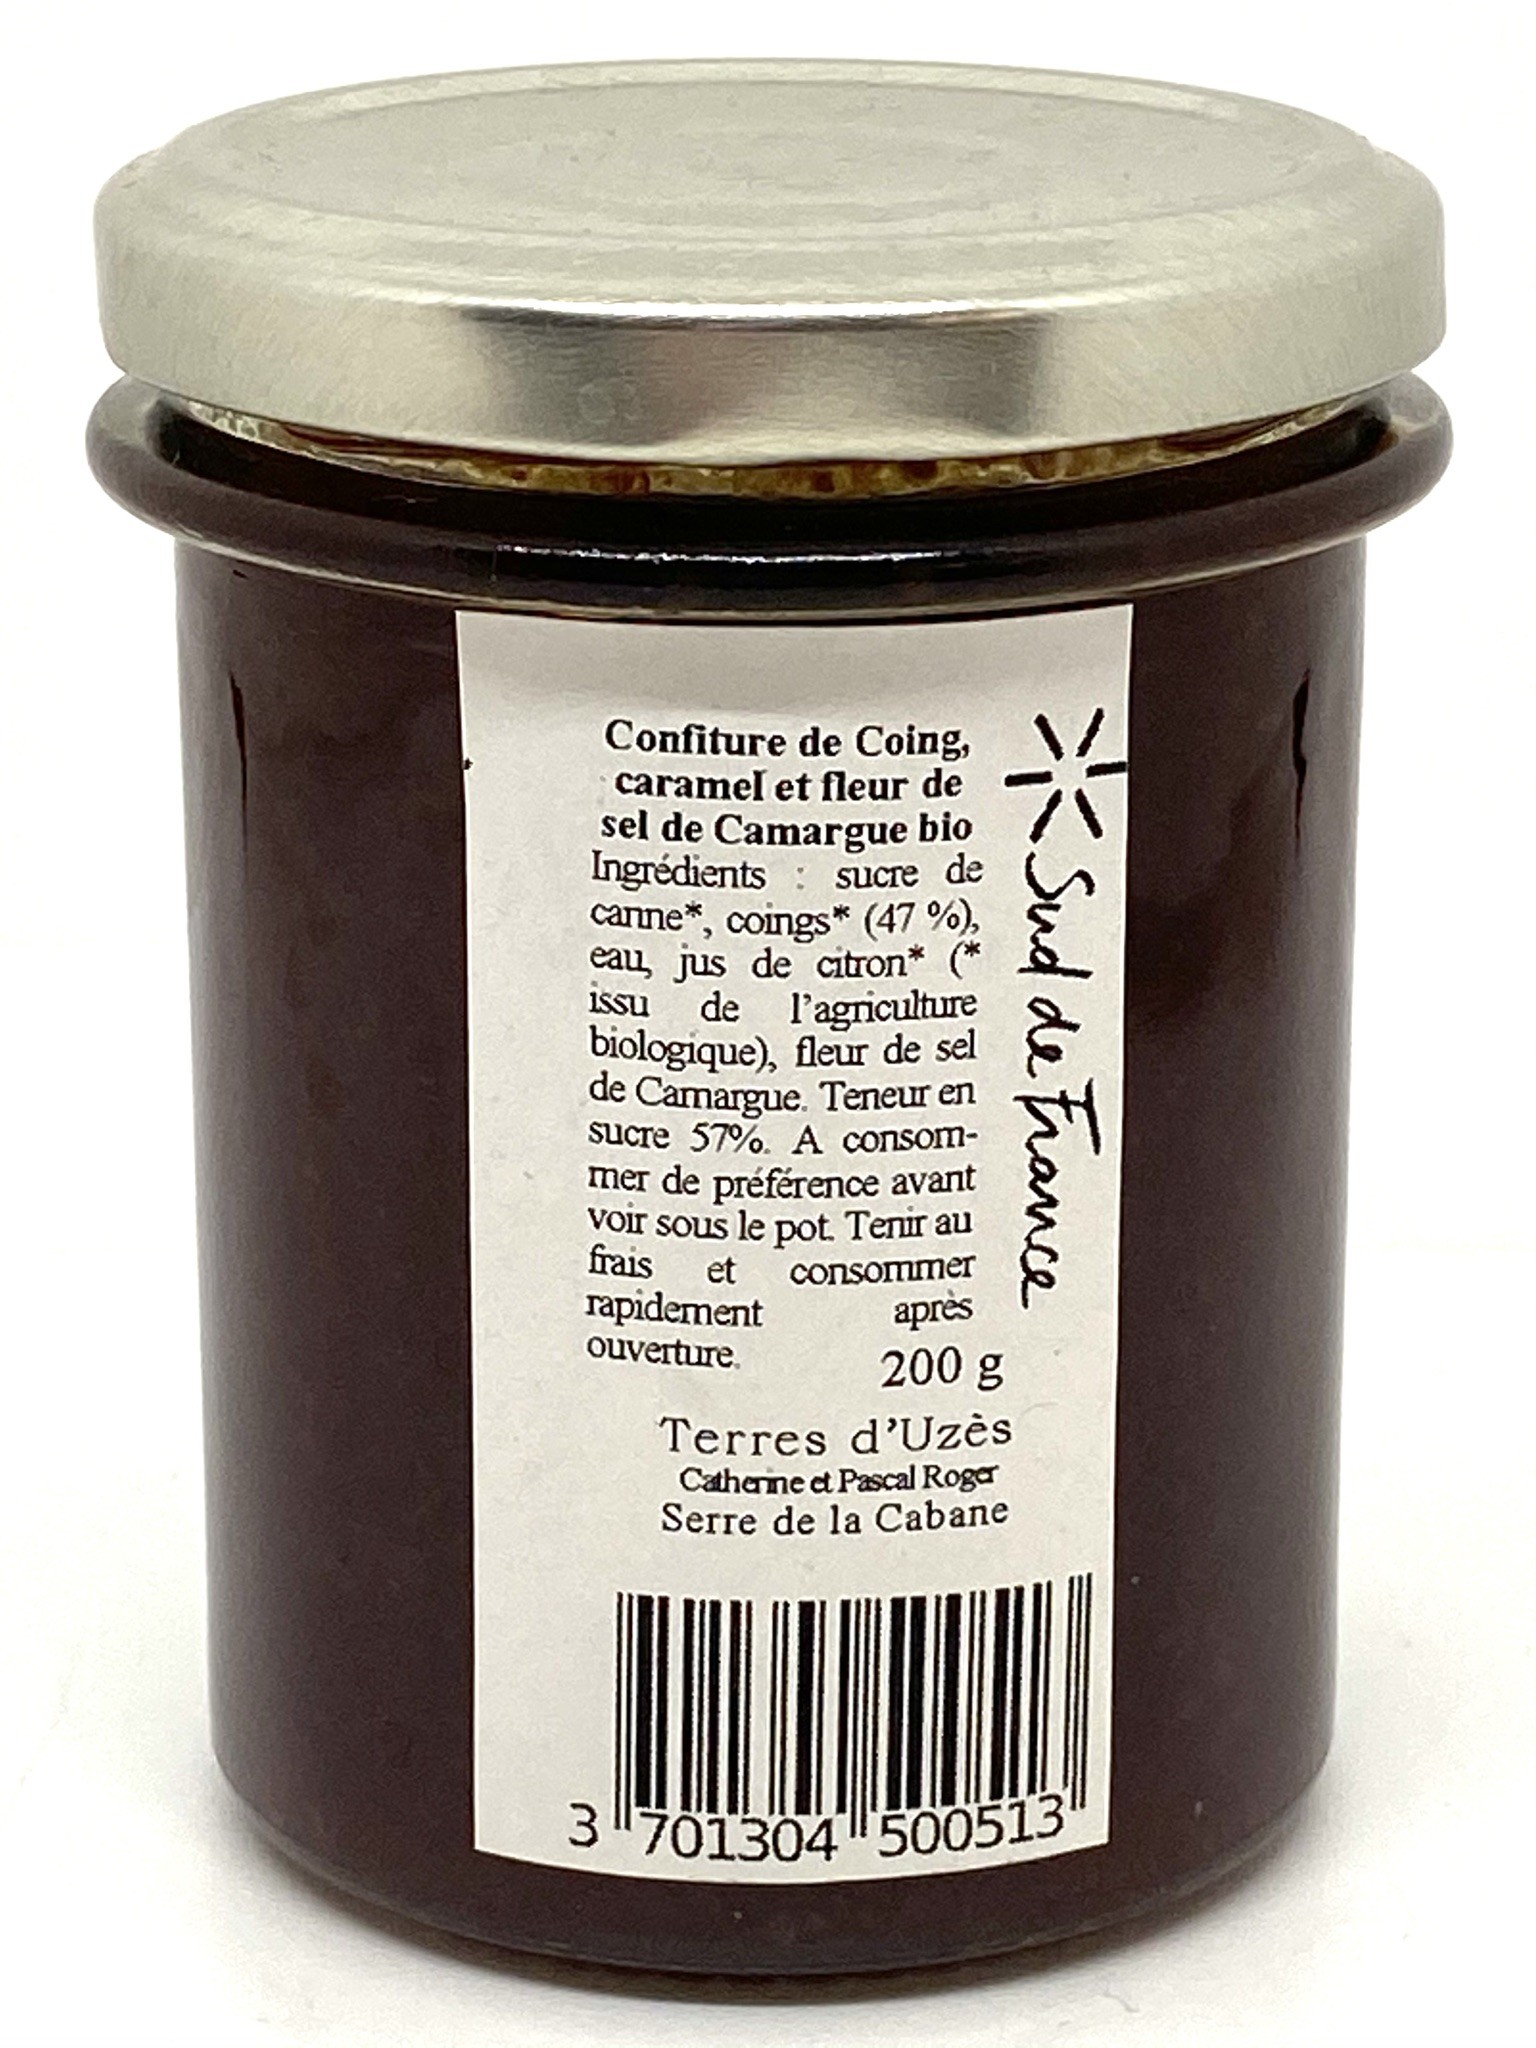 Confiture de Coing,
caramel et fleur de
sel de Camargue bio
Ingrédients : sucre de
canne*, coings* (47 %),
eau, jus de citron* (*
issu de l'agriculture
biologique), fleur de sel
de Camargue. Teneur en
sucre 57%. A consom-
mer de préférence avant
voir sous le pot. Tenir au
frais et consommer
rapidement après
ouverture.
200 g
Terres d'Uzès
Catherine et Pascal Roger
Serre de la Cabane
3 701304 500513
Sud de France